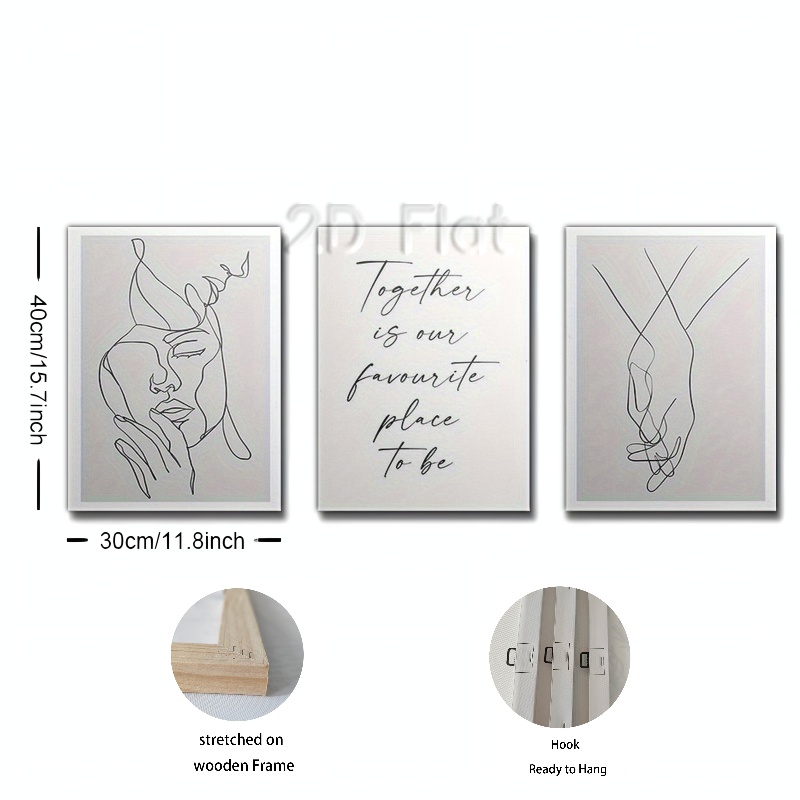 2.D Flat
Together
is our
favourite
place
to be
40cm/15.7inch
30cm/11.8inch
stretched on
wooden Frame
Hook
Ready to Hang